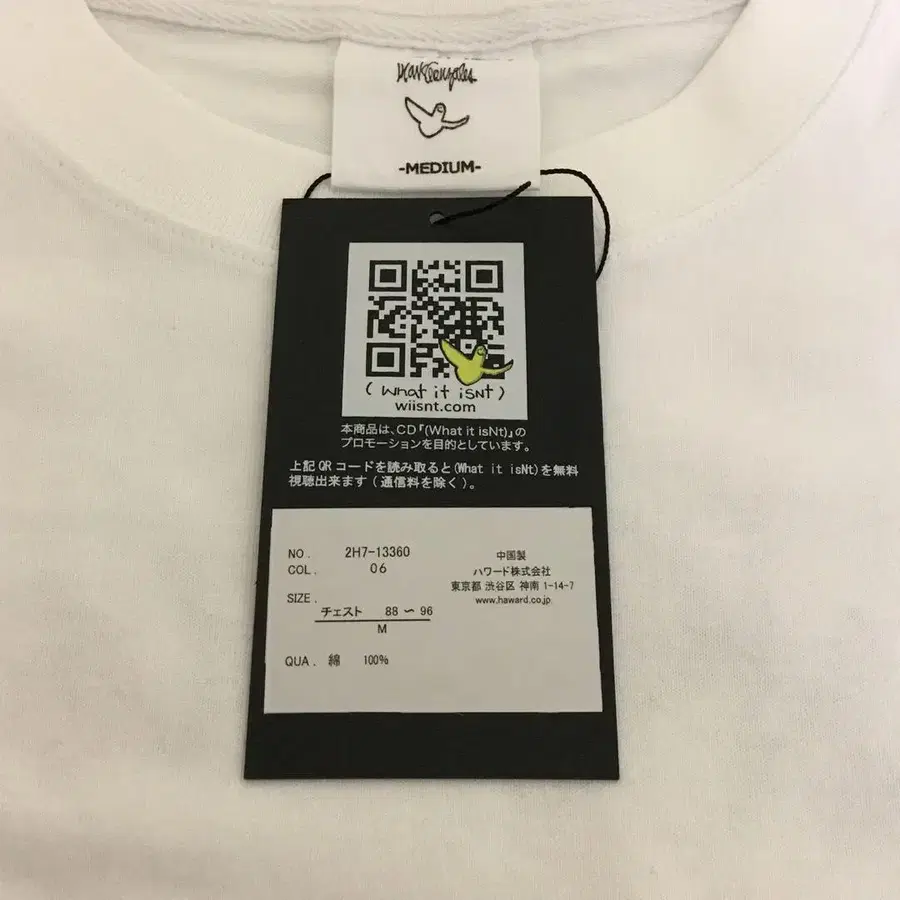 Mark Gonzales
-MEDIUM-
(What it iSNt)
wiisnt.com
本商品は、CD『(What it isNt)』の
プロモーションを目的としています。
上記QRコードを読み取ると(What it isNt)を無料
視聴出来ます(通信料を除く)。
NO. 2H7-13360
COL. 06
SIZE.
チェスト 88 ～ 96
M
QUA. 綿 100%
中国製
ハワード株式会社
東京都 渋谷区 神南 1-14-7
www.haward.co.jp